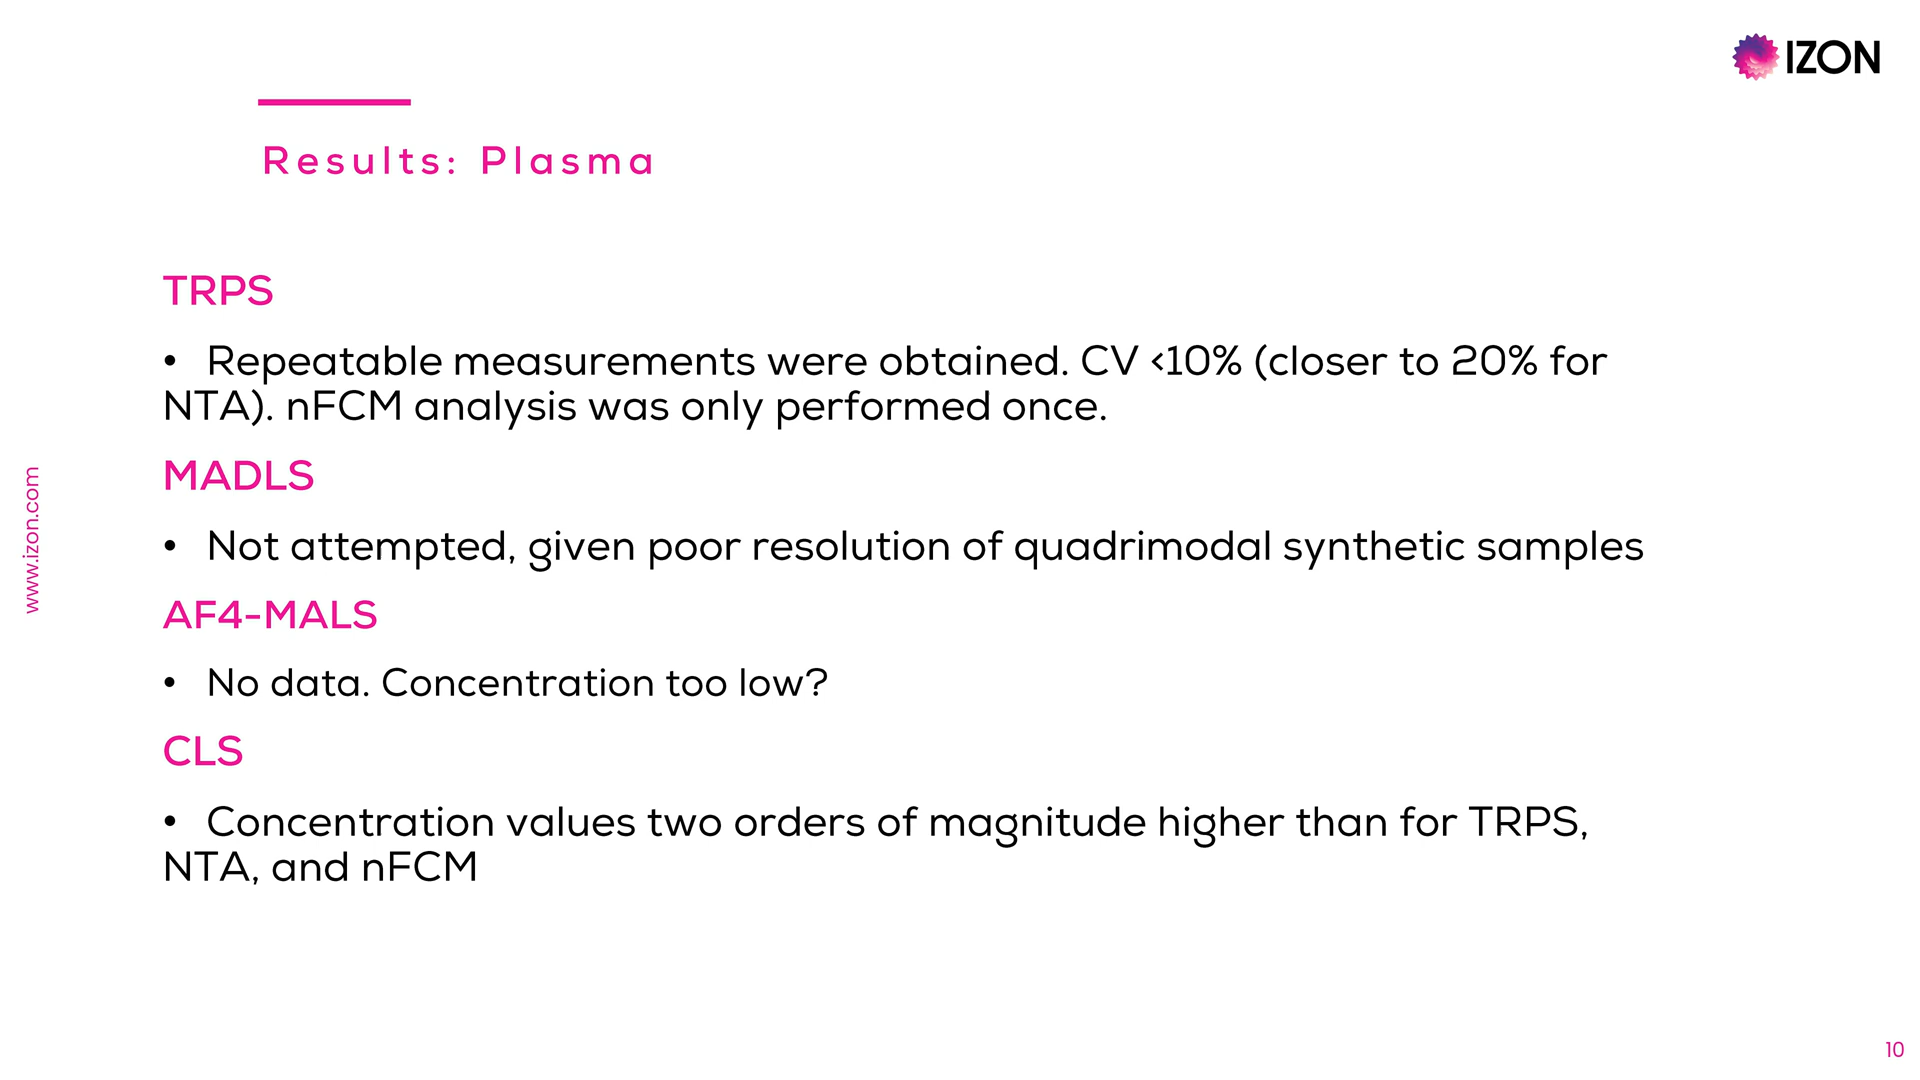 IZON
Results: Plasma
TRPS
• Repeatable measurements were obtained. CV <10% (closer to 20% for
NTA). nFCM analysis was only performed once.
MADLS
• Not attempted, given poor resolution of quadrimodal synthetic samples
AF4-MALS
• No data. Concentration too low?
CLS
• Concentration values two orders of magnitude higher than for TRPS,
NTA, and nFCM
www.izon.com
10